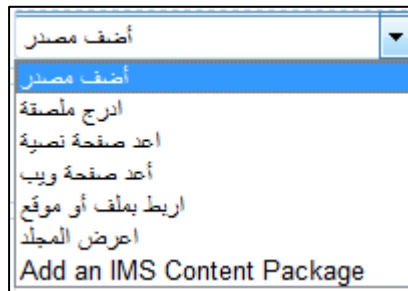 أضف مصدر
أضف مصدر
ادرج ملصقة
اعد صفحة نصية
أعد صفحة ويب
اربط بملف أو موقع
اعرض المجلد
Add an IMS Content Package